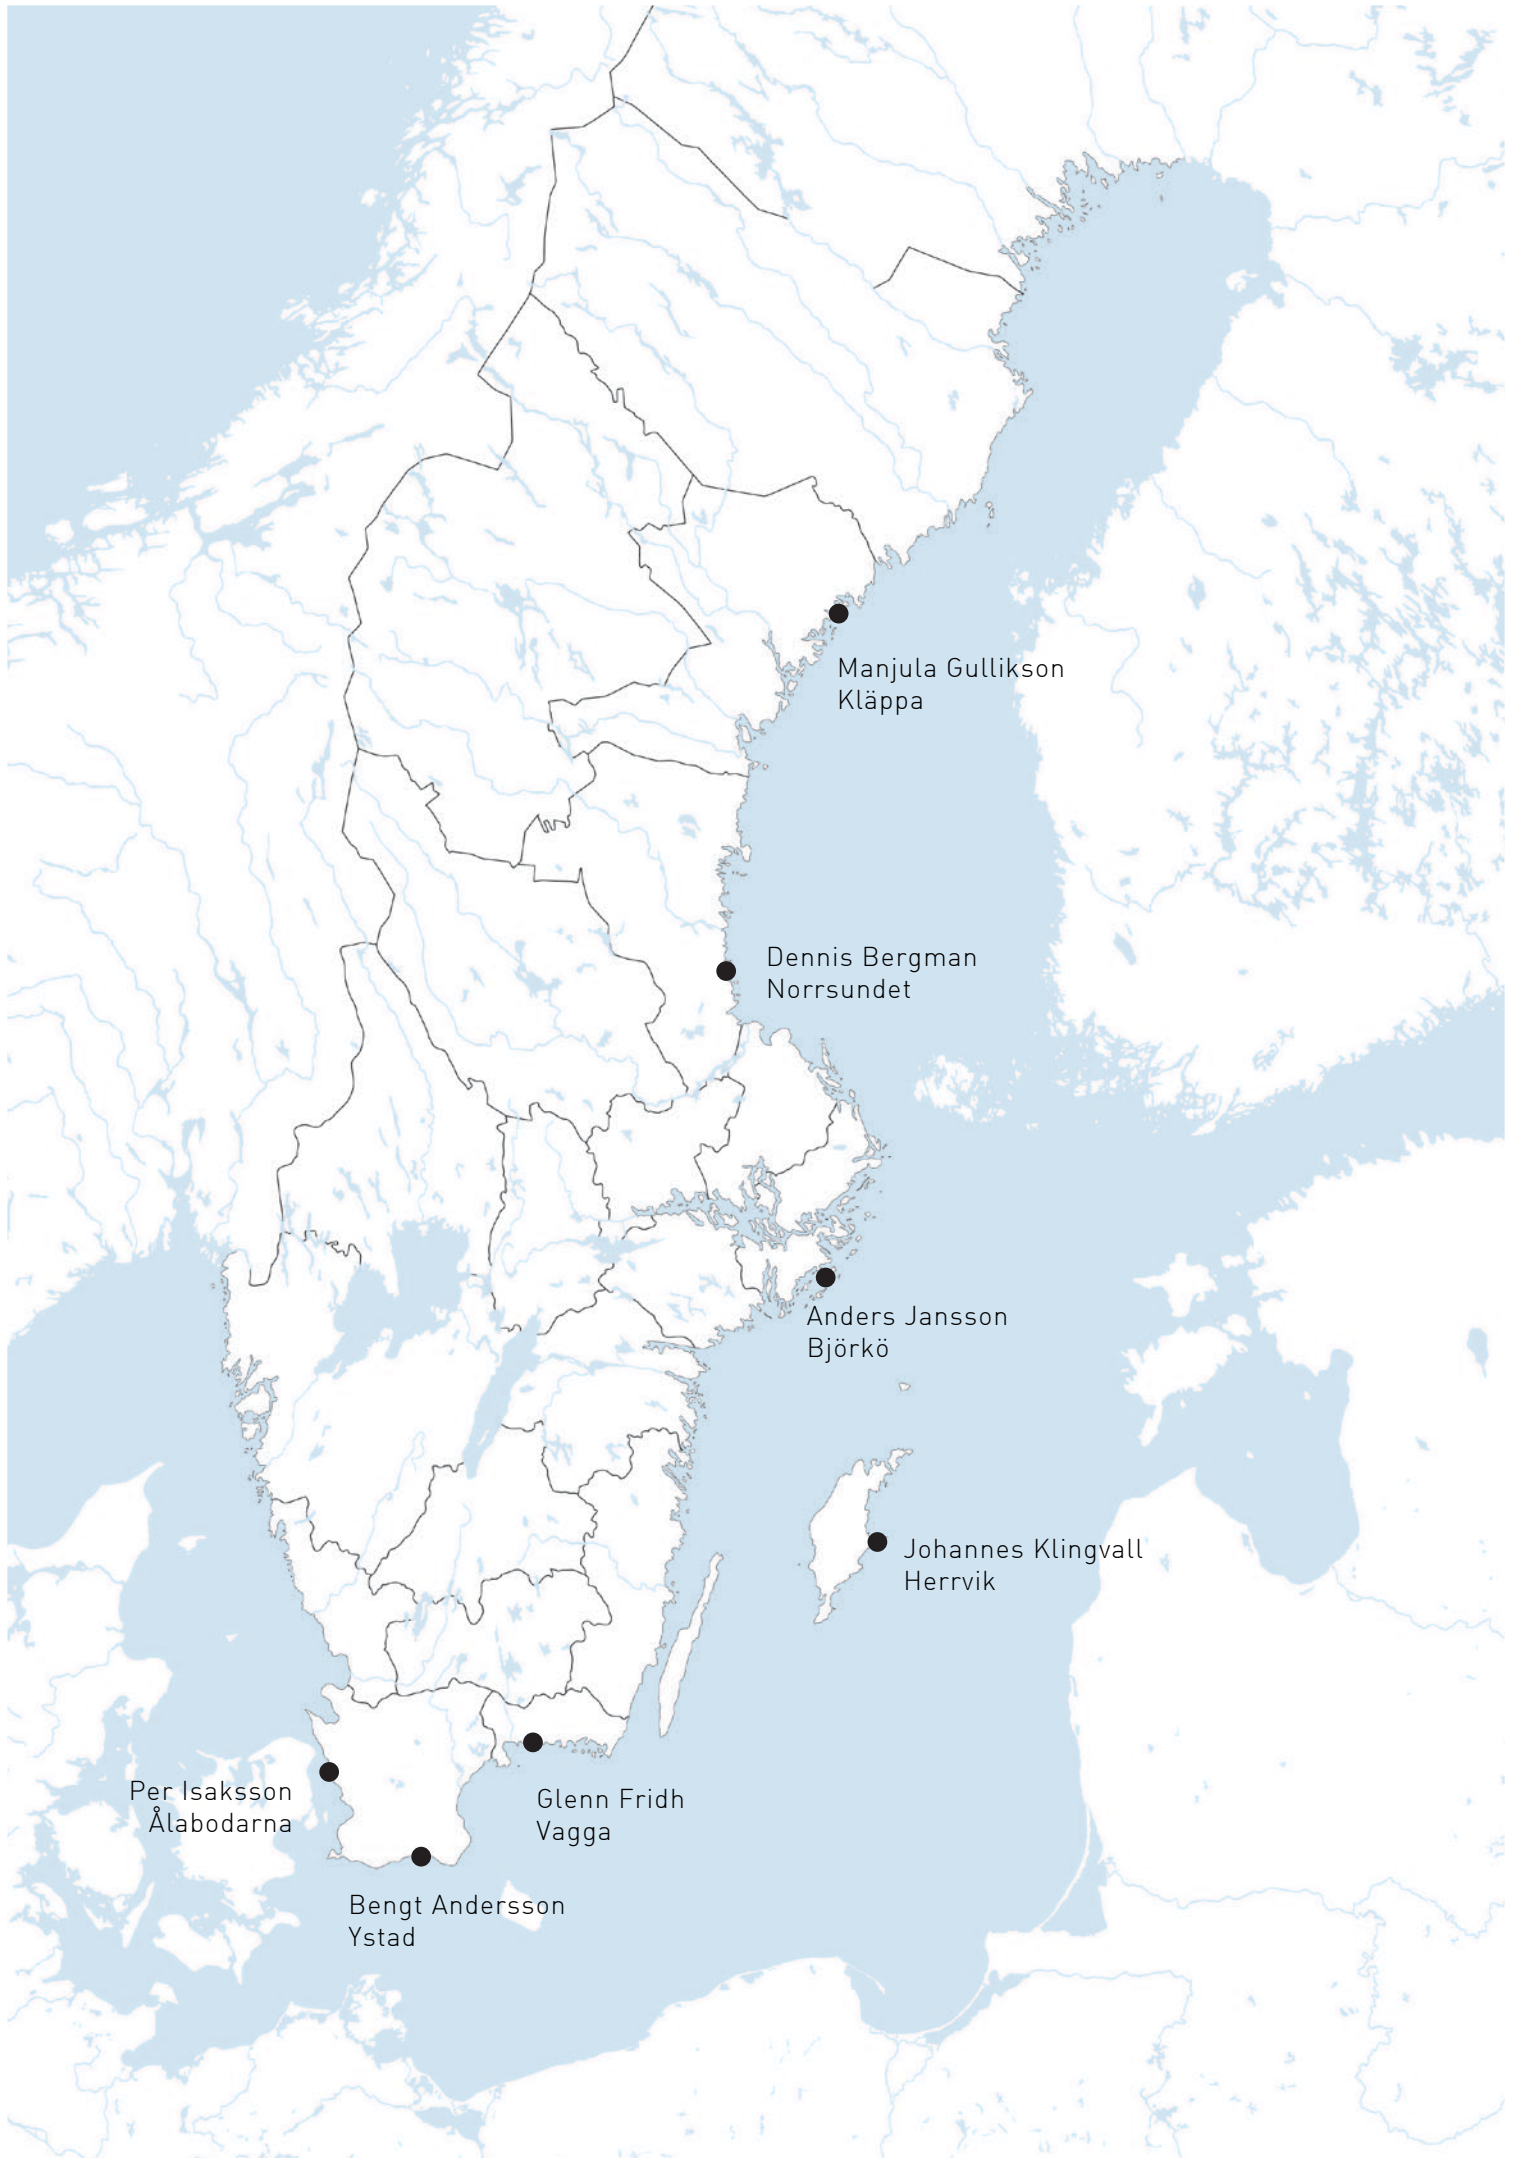 Manjula Gullikson
Kläppa
Dennis Bergman
Norrsundet
Anders Jansson
Björkö
Johannes Klingvall
Herrvik
Per Isaksson
Ålabodarna
Glenn Fridh
Vagga
Bengt Andersson
Ystad